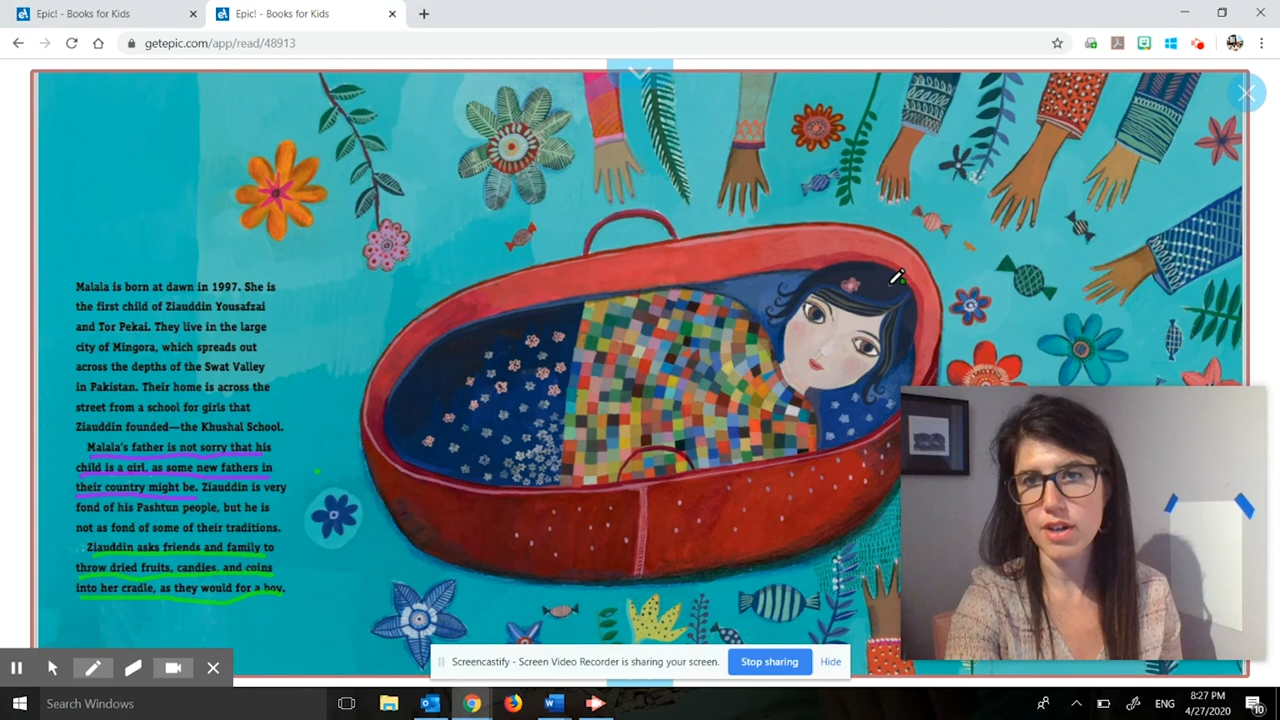 Epic! - Books for Kids
Epic! - Books for Kids
getepic.com/app/read/48913
Malala is born at dawn in 1997. She is
the first child of Ziauddin Yousafzai
and Tor Pekai. They live in the large
city of Mingora, which spreads out
across the depths of the Swat Valley
in Pakistan. Their home is across the
street from a school for girls that
Ziauddin founded—the Khushal School.
Malala's father is not sorry that his
child is a girl, as some new fathers in
their country might be. Ziauddin is very
fond of his Pashtun people, but he is
not as fond of some of their traditions.
Ziauddin asks friends and family to
throw dried fruits, candies, and coins
into her cradle, as they would for a boy.
Screencastify - Screen Video Recorder is sharing your screen.
Stop sharing
Hide
Search Windows
ENG
8:27 PM
4/27/2020
10